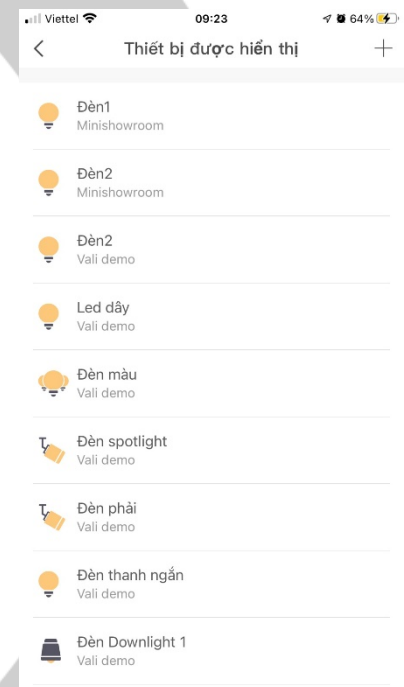 Viettel 09:23 64%
Thiết bị được hiển thị
Đèn1
Minishowroom
Đèn2
Minishowroom
Đèn2
Vali demo
Led dây
Vali demo
Đèn màu
Vali demo
Đèn spotlight
Vali demo
Đèn phải
Vali demo
Đèn thanh ngắn
Vali demo
Đèn Downlight 1
Vali demo